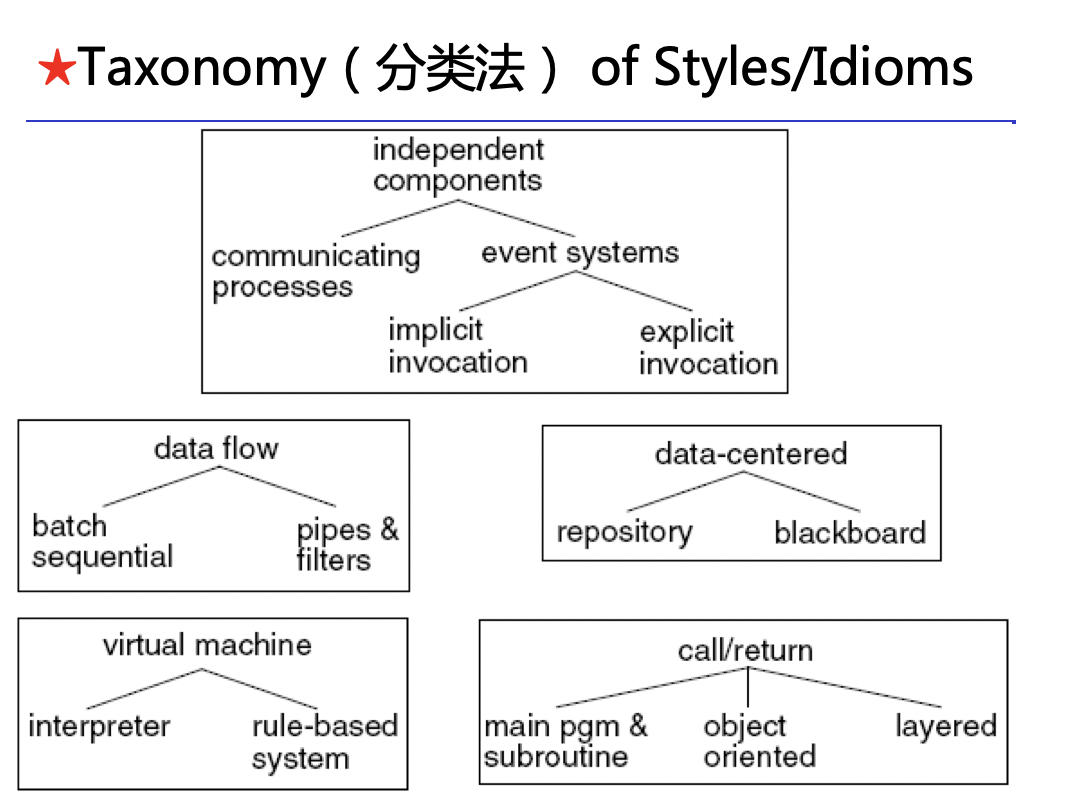 ★Taxonomy（分类法） of Styles/Idioms
independent
components
communicating
processes
event systems
implicit
invocation
explicit
invocation
data flow
batch
sequential
pipes &
filters
data-centered
repository
blackboard
virtual machine
interpreter
rule-based
system
call/return
main pgm &
subroutine
object
oriented
layered